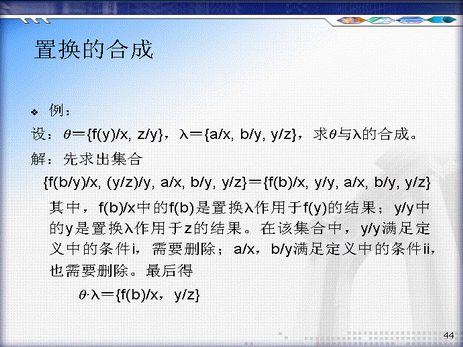 置换的合成
❖ 例：
设：θ＝{f(y)/x, z/y}，λ＝{a/x, b/y, y/z}，求θ与λ的合成。
解：先求出集合
{f(b/y)/x, (y/z)/y, a/x, b/y, y/z}＝{f(b)/x, y/y, a/x, b/y, y/z}
其中，f(b)/x中的f(b)是置换λ作用于f(y)的结果；y/y中
的y是置换λ作用于z的结果。在该集合中，y/y满足定
义中的条件i，需要删除；a/x，b/y满足定义中的条件ii，
也需要删除。最后得
θ·λ＝{f(b)/x，y/z}
44